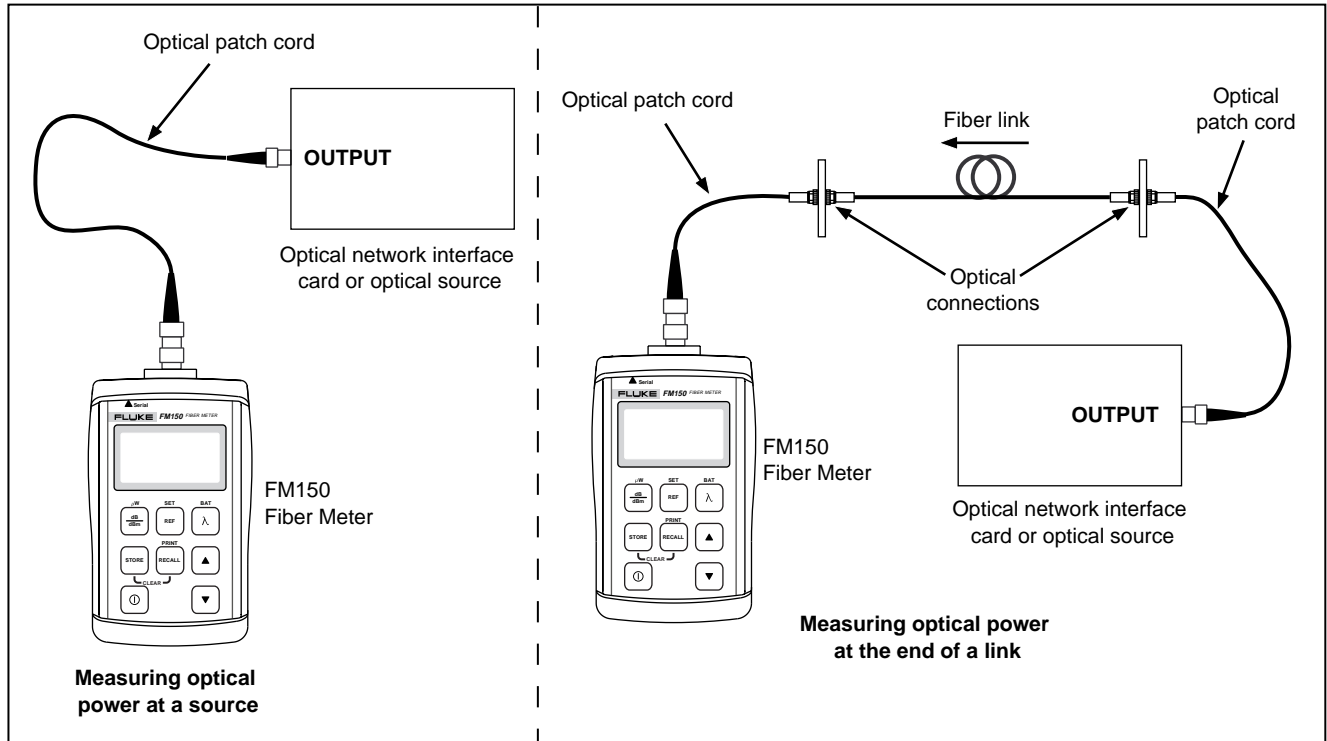 Optical patch cord
OUTPUT
Optical network interface
card or optical source
Serial
FLUKE FM150 FIBER METER
µW SET BAT
dB
dBm
REF
λ
PRINT
STORE
RECALL
CLEAR
FM150
Fiber Meter
Measuring optical
power at a source
Optical patch cord
Fiber link
Optical
patch cord
Optical
connections
Serial
FLUKE FM150 FIBER METER
µW SET BAT
dB
dBm
REF
λ
PRINT
STORE
RECALL
CLEAR
FM150
Fiber Meter
OUTPUT
Optical network interface
card or optical source
Measuring optical power
at the end of a link